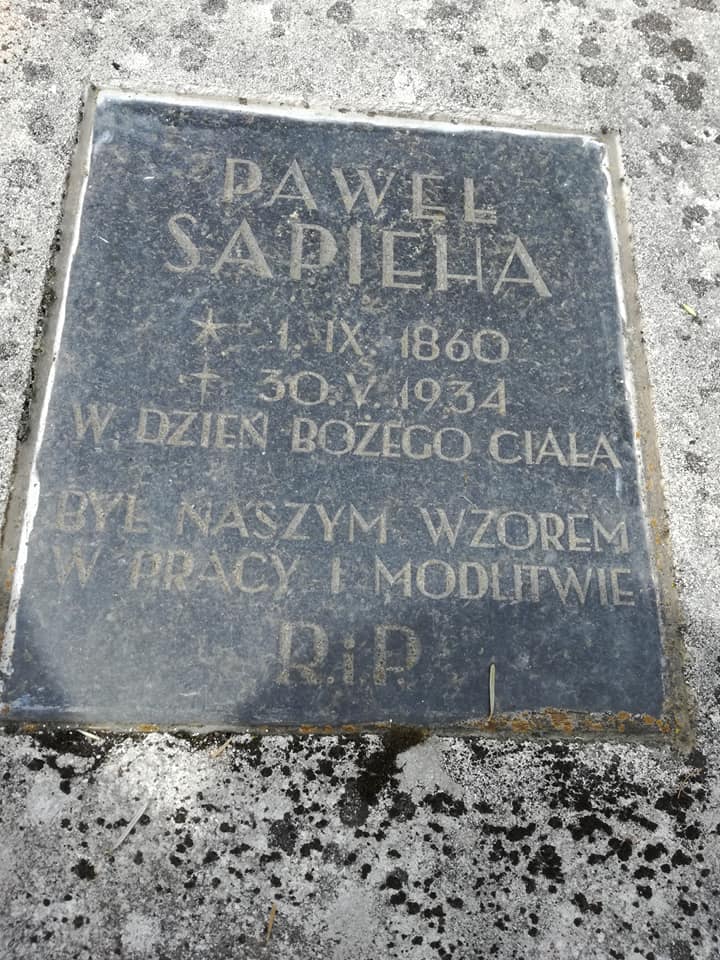 PAWEŁ
SAPIEHA
* 1. IX. 1860
† 30.V.1934
W DZIEŃ BOŻEGO CIAŁA
BYŁ NASZYM WZOREM
W PRACY I MODLITWIE
R.i.P.